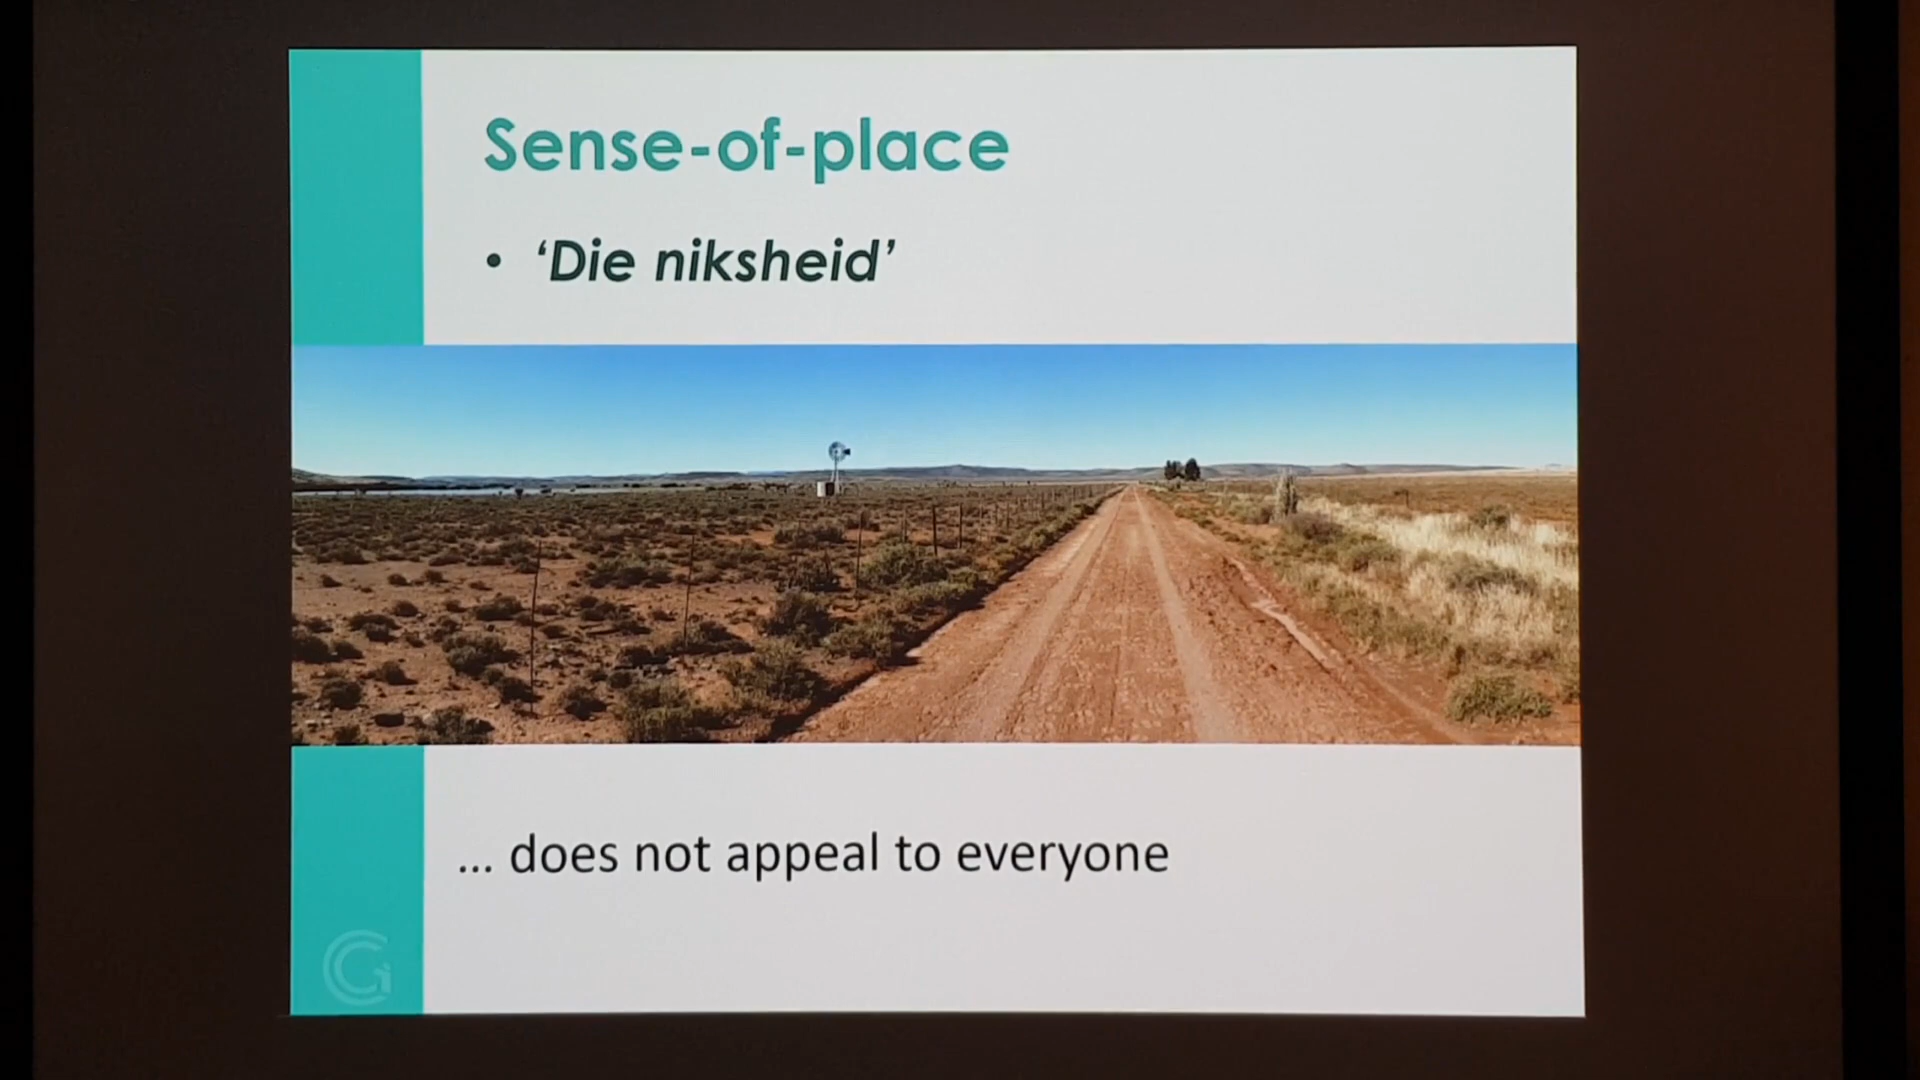 Sense-of-place
• ‘Die niksheid’
... does not appeal to everyone